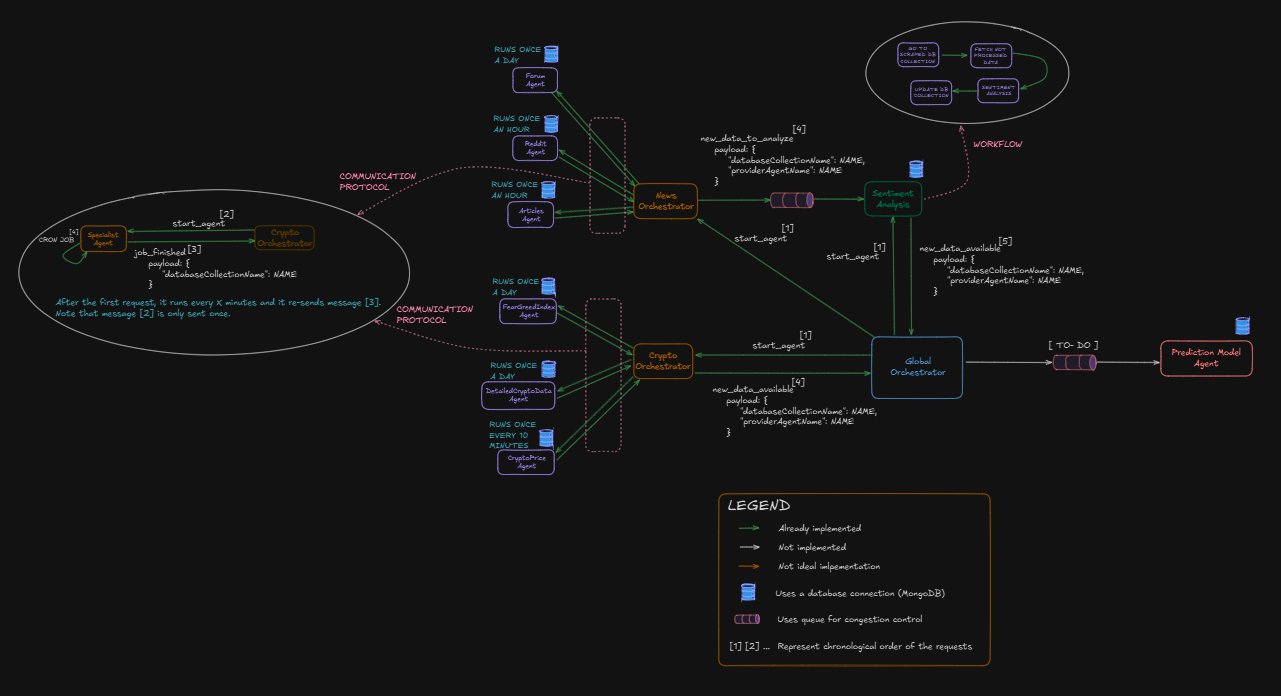 RUNS ONCE
A DAY
Forum
Agent
RUNS ONCE
AN HOUR
Reddit
Agent
RUNS ONCE
AN HOUR
Articles
Agent
COMMUNICATION
PROTOCOL
[2]
start_agent
[4]
CRON JOB
Specialist
Agent
Crypto
Orchestrator
job_finished [3]
payload: {
"databaseCollectionName": NAME
}
After the first request, it runs every X minutes and it re-sends message [3].
Note that message [2] is only sent once.
COMMUNICATION
PROTOCOL
News
Orchestrator
[4]
new_data_to_analyze
payload: {
"databaseCollectionName": NAME,
"providerAgentName": NAME
}
GO TO
SCRAPED DB
COLLECTION
FETCH NOT
PROCESSED
DATA
UPDATE DB
COLLECTION
SENTIMENT
ANALYSIS
WORKFLOW
Sentiment
Analysis
[1]
start_agent
[1]
start_agent
[5]
new_data_available
payload: {
"databaseCollectionName": NAME,
"providerAgentName": NAME
}
RUNS ONCE
A DAY
FearGreedIndex
Agent
RUNS ONCE
A DAY
DetailedCryptoData
Agent
RUNS ONCE
EVERY 10
MINUTES
CryptoPrice
Agent
Crypto
Orchestrator
[1]
start_agent
[4]
new_data_available
payload: {
"databaseCollectionName": NAME,
"providerAgentName": NAME
}
Global
Orchestrator
[ TO- DO ]
Prediction Model
Agent
LEGEND
Already implemented
Not implemented
Not ideal imlpementation
Uses a database connection (MongoDB)
Uses queue for congestion control
[1] [2] ... Represent chronological order of the requests